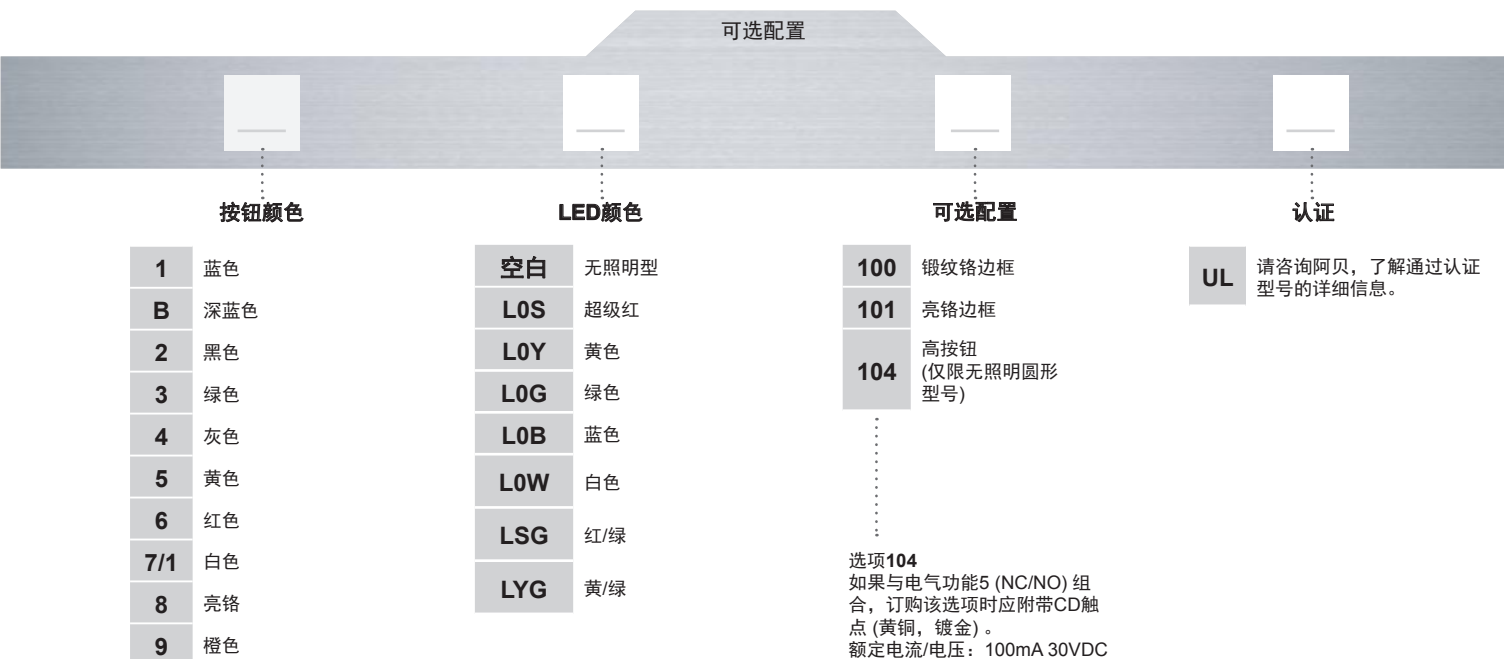 可选配置
按钮颜色
1 蓝色
B 深蓝色
2 黑色
3 绿色
4 灰色
5 黄色
6 红色
7/1 白色
8 亮铬
9 橙色
LED颜色
空白 无照明型
L0S 超级红
L0Y 黄色
L0G 绿色
L0B 蓝色
L0W 白色
LSG 红/绿
LYG 黄/绿
可选配置
100 锻纹铬边框
101 亮铬边框
104 高按钮
(仅限无照明圆形
型号)
选项104
如果与电气功能5 (NC/NO) 组
合，订购该选项时应附带CD触
点 (黄铜，镀金) 。
额定电流/电压：100mA 30VDC
认证
UL 请咨询阿贝，了解通过认证
型号的详细信息。